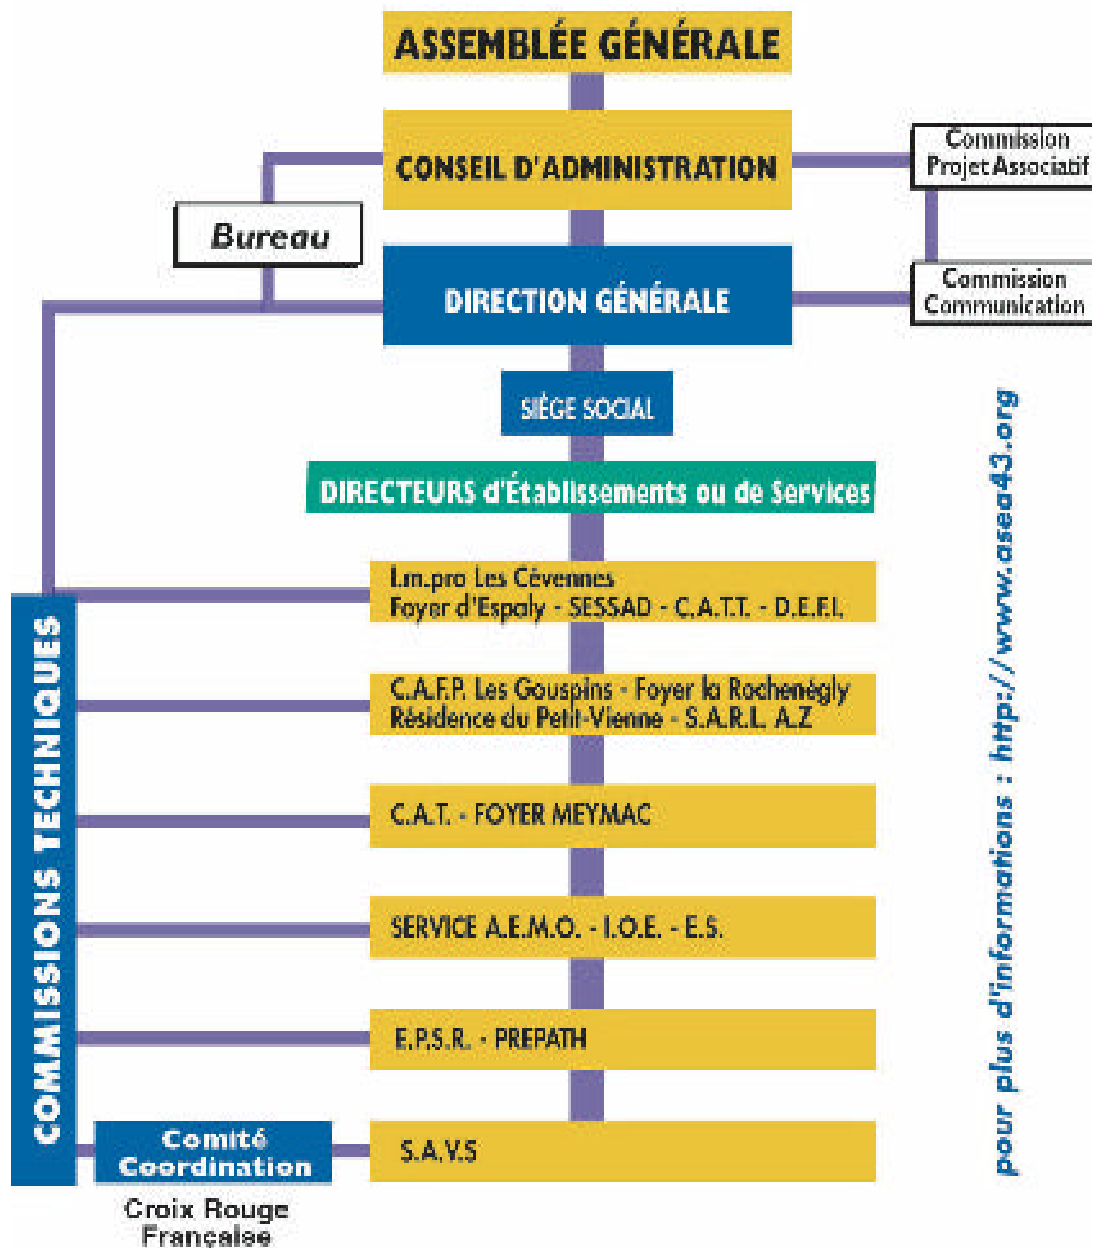 ASSEMBLÉE GÉNÉRALE
CONSEIL D'ADMINISTRATION
Commission
Projet Associatif
Bureau
DIRECTION GÉNÉRALE
Commission
Communication
SIÈGE SOCIAL
DIRECTEURS d'Établissements ou de Services
I.m.pro Les Cévennes
Foyer d'Espaly - SESSAD - C.A.T.T. - D.E.F.I.
C.A.F.P. Les Gouspins - Foyer la Rochenégly
Résidence du Petit-Vienne - S.A.R.L. A.Z
C.A.T. - FOYER MEYMAC
SERVICE A.E.M.O. - I.O.E. - E.S.
E.P.S.R. - PREPATH
S.A.V.S
COMMISSIONS TECHNIQUES
Comité
Coordination
Croix Rouge
Française
pour plus d'informations : http://www.asea43.org